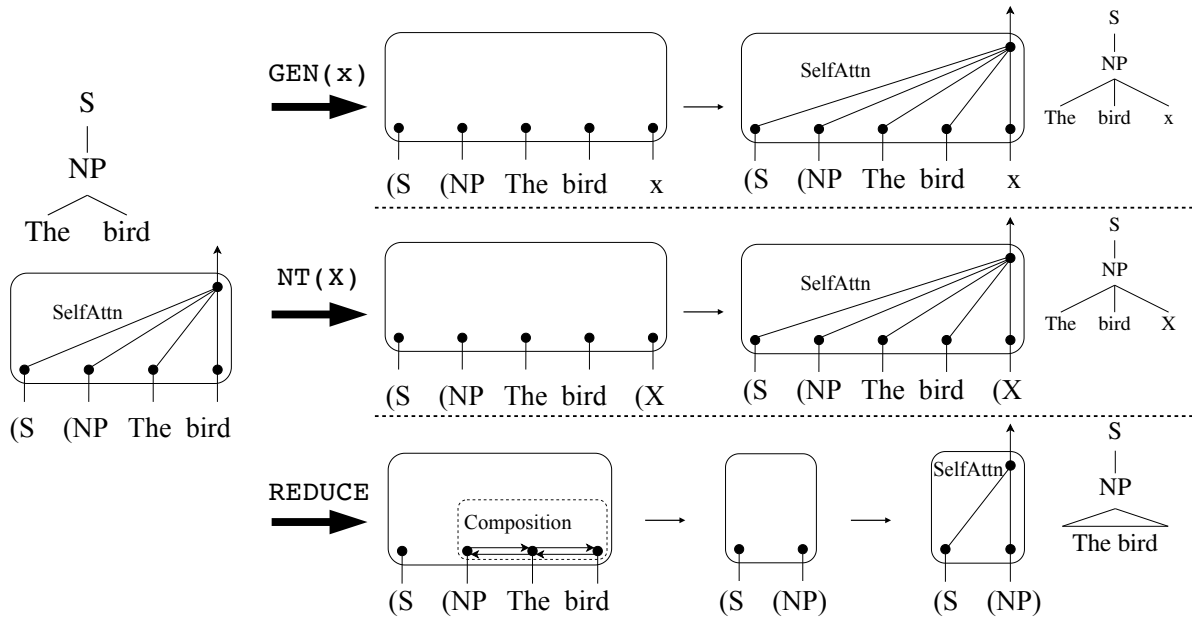 S
NP
The bird
SelfAttn
(S (NP The bird
GEN(x)
(S (NP The bird x
SelfAttn
(S (NP The bird x
S
NP
The bird x
NT(X)
(S (NP The bird (X
SelfAttn
(S (NP The bird (X
S
NP
The bird X
REDUCE
Composition
(S (NP The bird
(S (NP)
SelfAttn
(S (NP)
S
NP
The bird